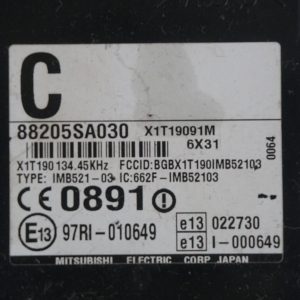 C
88205SA030 X1T19091M
6X31
0064
X1T190 134.45KHz FCCID:BGBX1T190IMB52103
TYPE: IMB521-03 IC:662F-IMB52103
CE0891!
E13 97RI-010649
e13 022730
e13 I-000649
MITSUBISHI ELECTRIC CORP JAPAN